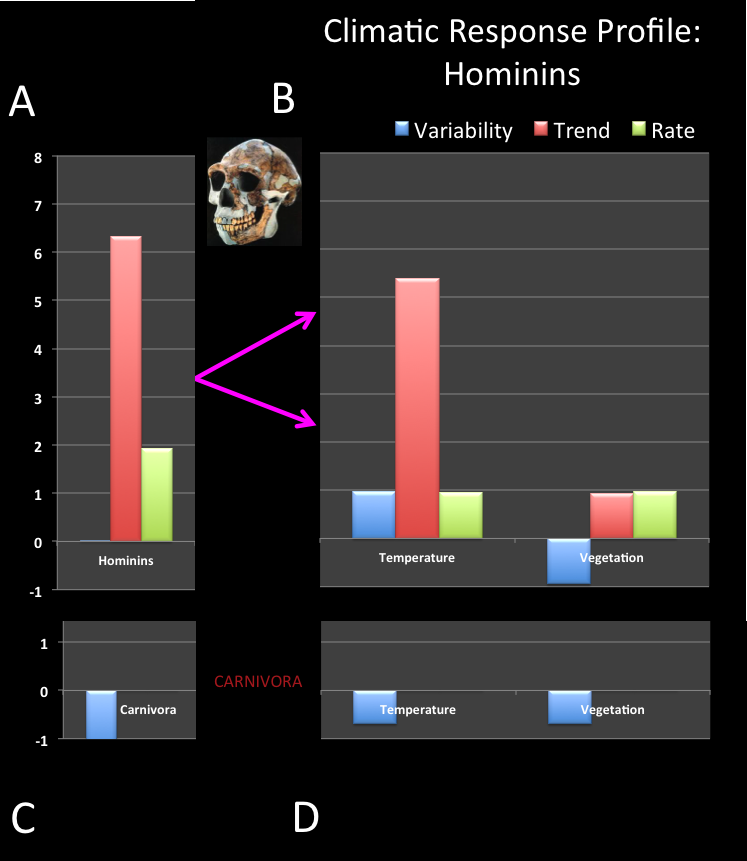 Climatic Response Profile:
Hominins
A
B
Variability Trend Rate
8
7
6
5
4
3
2
1
0
-1
Hominins
Temperature Vegetation
1
0
-1
Carnivora
CARNIVORA
Temperature Vegetation
C
D